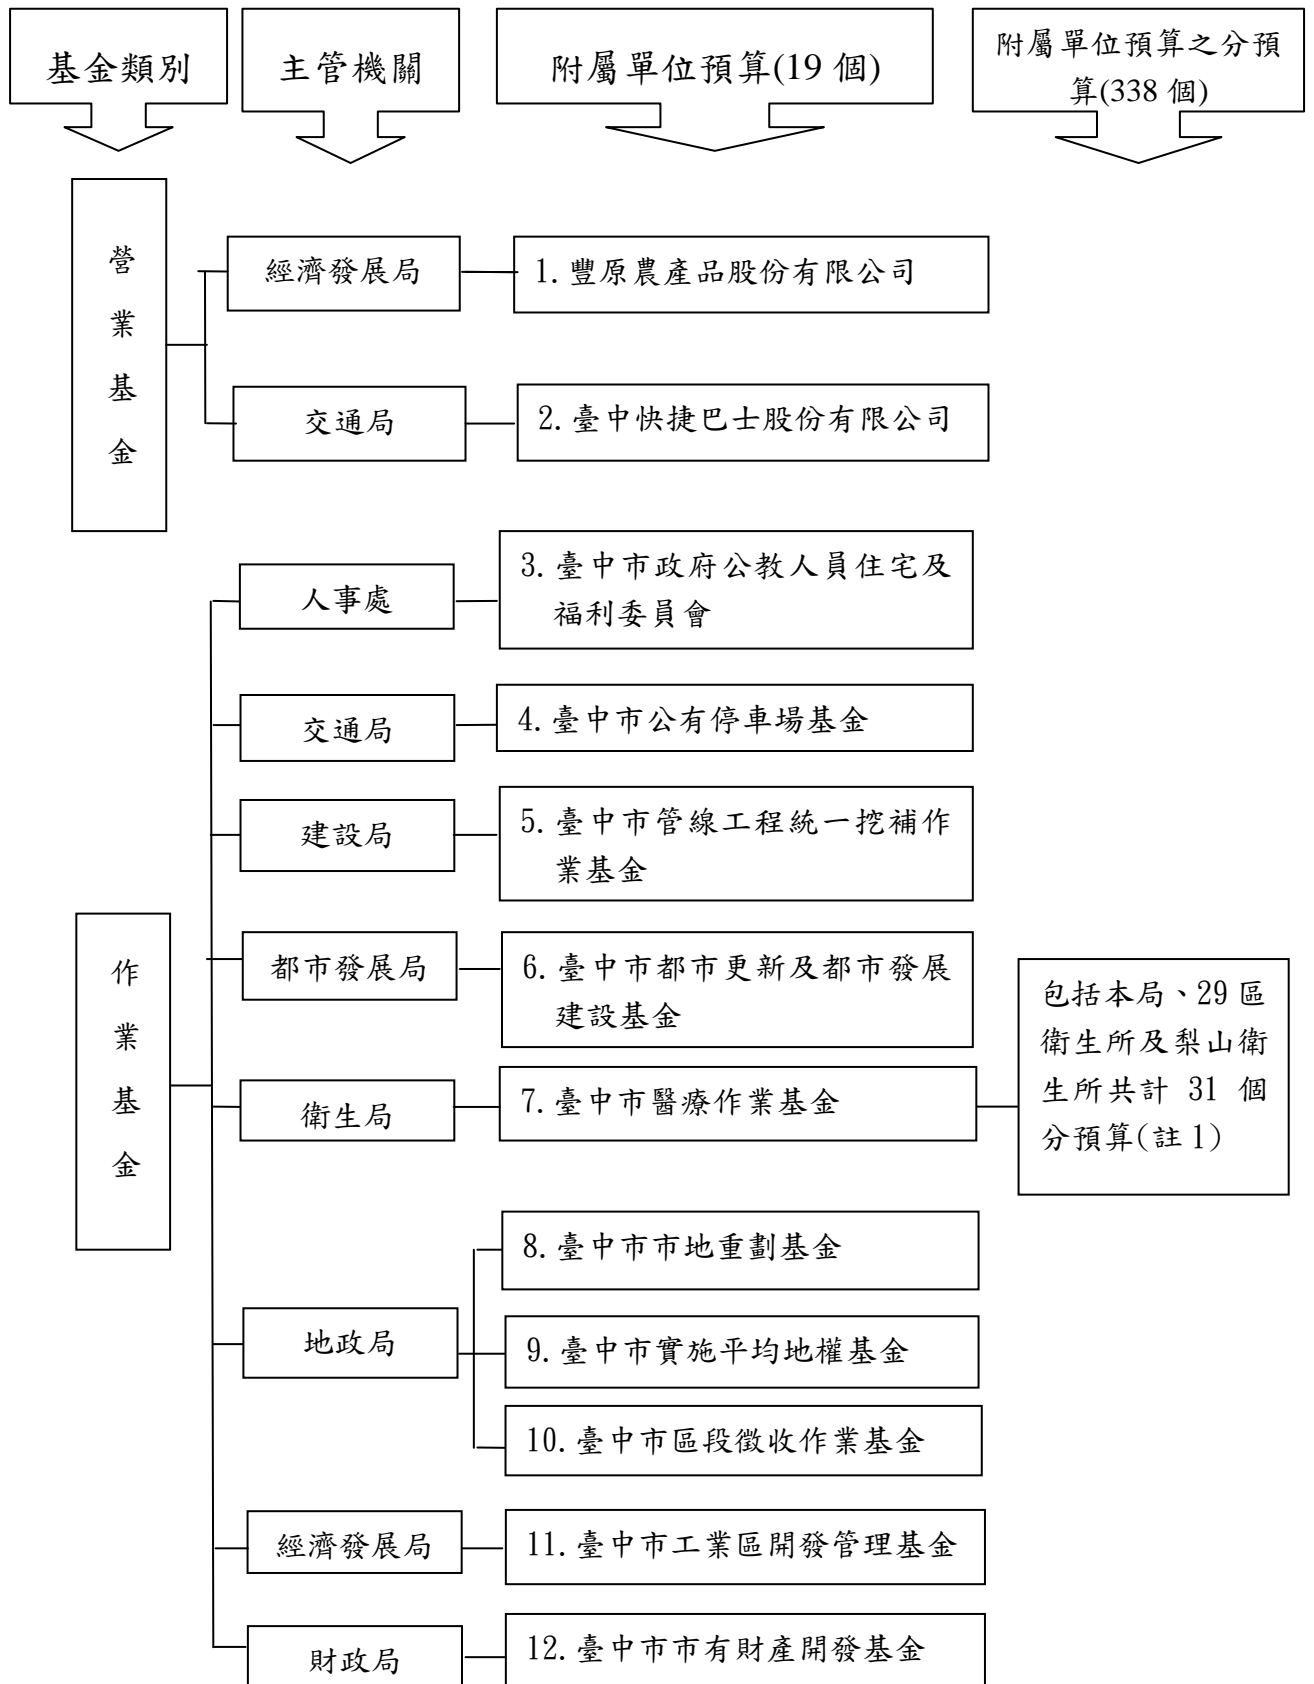 基金類別
主管機關
附屬單位預算(19 個)
附屬單位預算之分預
算(338 個)
營業基金
經濟發展局
1. 豐原農產品股份有限公司
交通局
2. 臺中快捷巴士股份有限公司
作業基金
人事處
3. 臺中市政府公教人員住宅及
福利委員會
交通局
4. 臺中市公有停車場基金
建設局
5. 臺中市管線工程統一挖補作
業基金
都市發展局
6. 臺中市都市更新及都市發展
建設基金
衛生局
7. 臺中市醫療作業基金
包括本局、29 區
衛生所及梨山衛
生所共計 31 個
分預算(註 1)
地政局
8. 臺中市市地重劃基金
9. 臺中市實施平均地權基金
10. 臺中市區段徵收作業基金
經濟發展局
11. 臺中市工業區開發管理基金
財政局
12. 臺中市市有財產開發基金